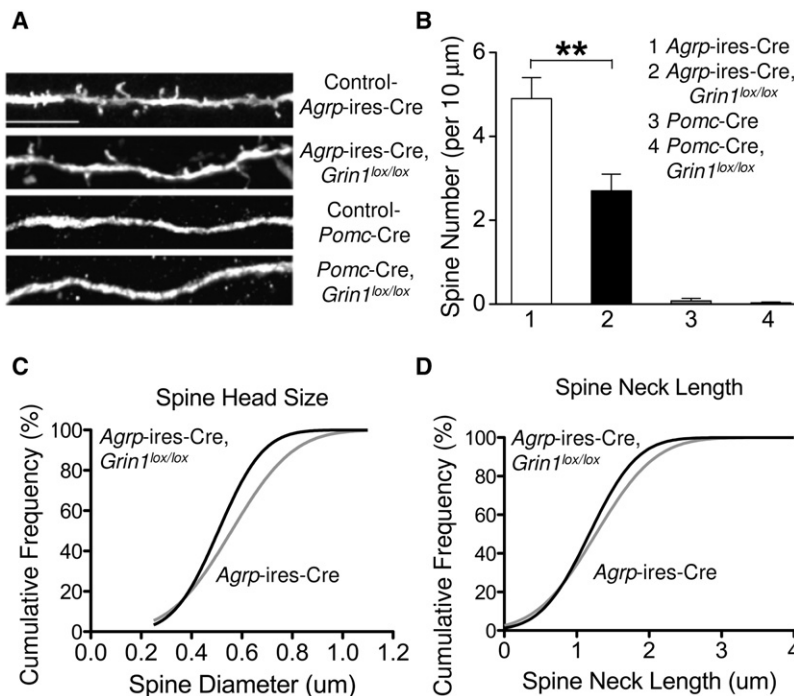 A
Control-
Agrp-ires-Cre
Agrp-ires-Cre,
Grin1lox/lox
Control-
Pomc-Cre
Pomc-Cre,
Grin1lox/lox
B
Spine Number (per 10 μm)
6
4
2
0
**
1 2 3 4
1 Agrp-ires-Cre
2 Agrp-ires-Cre,
Grin1lox/lox
3 Pomc-Cre
4 Pomc-Cre,
Grin1lox/lox
C
Spine Head Size
Cumulative Frequency (%)
100
80
60
40
20
0
Agrp-ires-Cre,
Grin1lox/lox
Agrp-ires-Cre
0.0 0.2 0.4 0.6 0.8 1.0 1.2
Spine Diameter (um)
D
Spine Neck Length
Cumulative Frequency (%)
100
80
60
40
20
0
Agrp-ires-Cre,
Grin1lox/lox
Agrp-ires-Cre
0 1 2 3 4
Spine Neck Length (um)